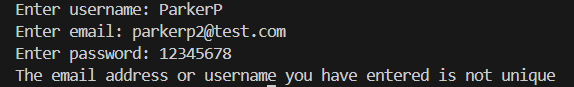 Enter username: ParkerP
Enter email: parkerp2@test.com
Enter password: 12345678
The email address or username you have entered is not unique